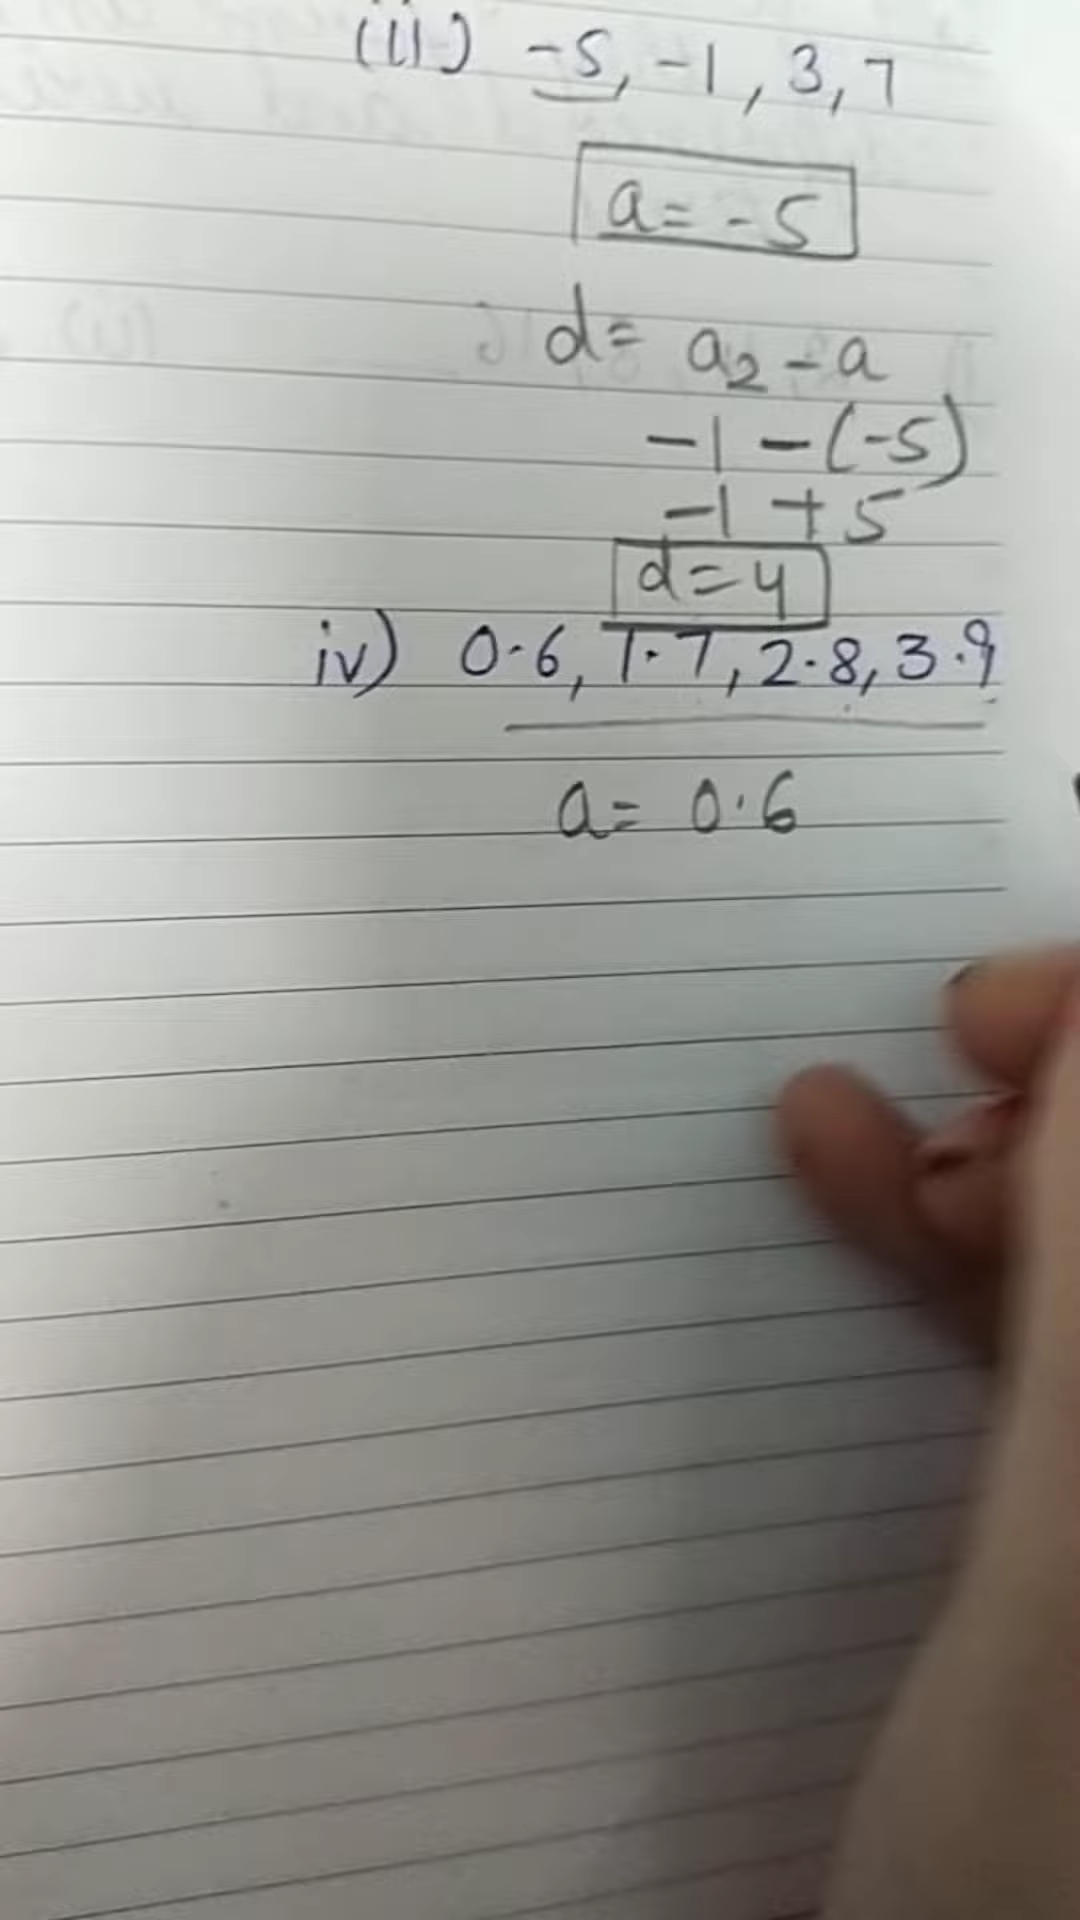 (ii) -5, -1, 3, 7
a = -5
d = a₂ - a
-1 - (-5)
-1 + 5
d = 4
iv) 0.6, 1.7, 2.8, 3.9
a = 0.6